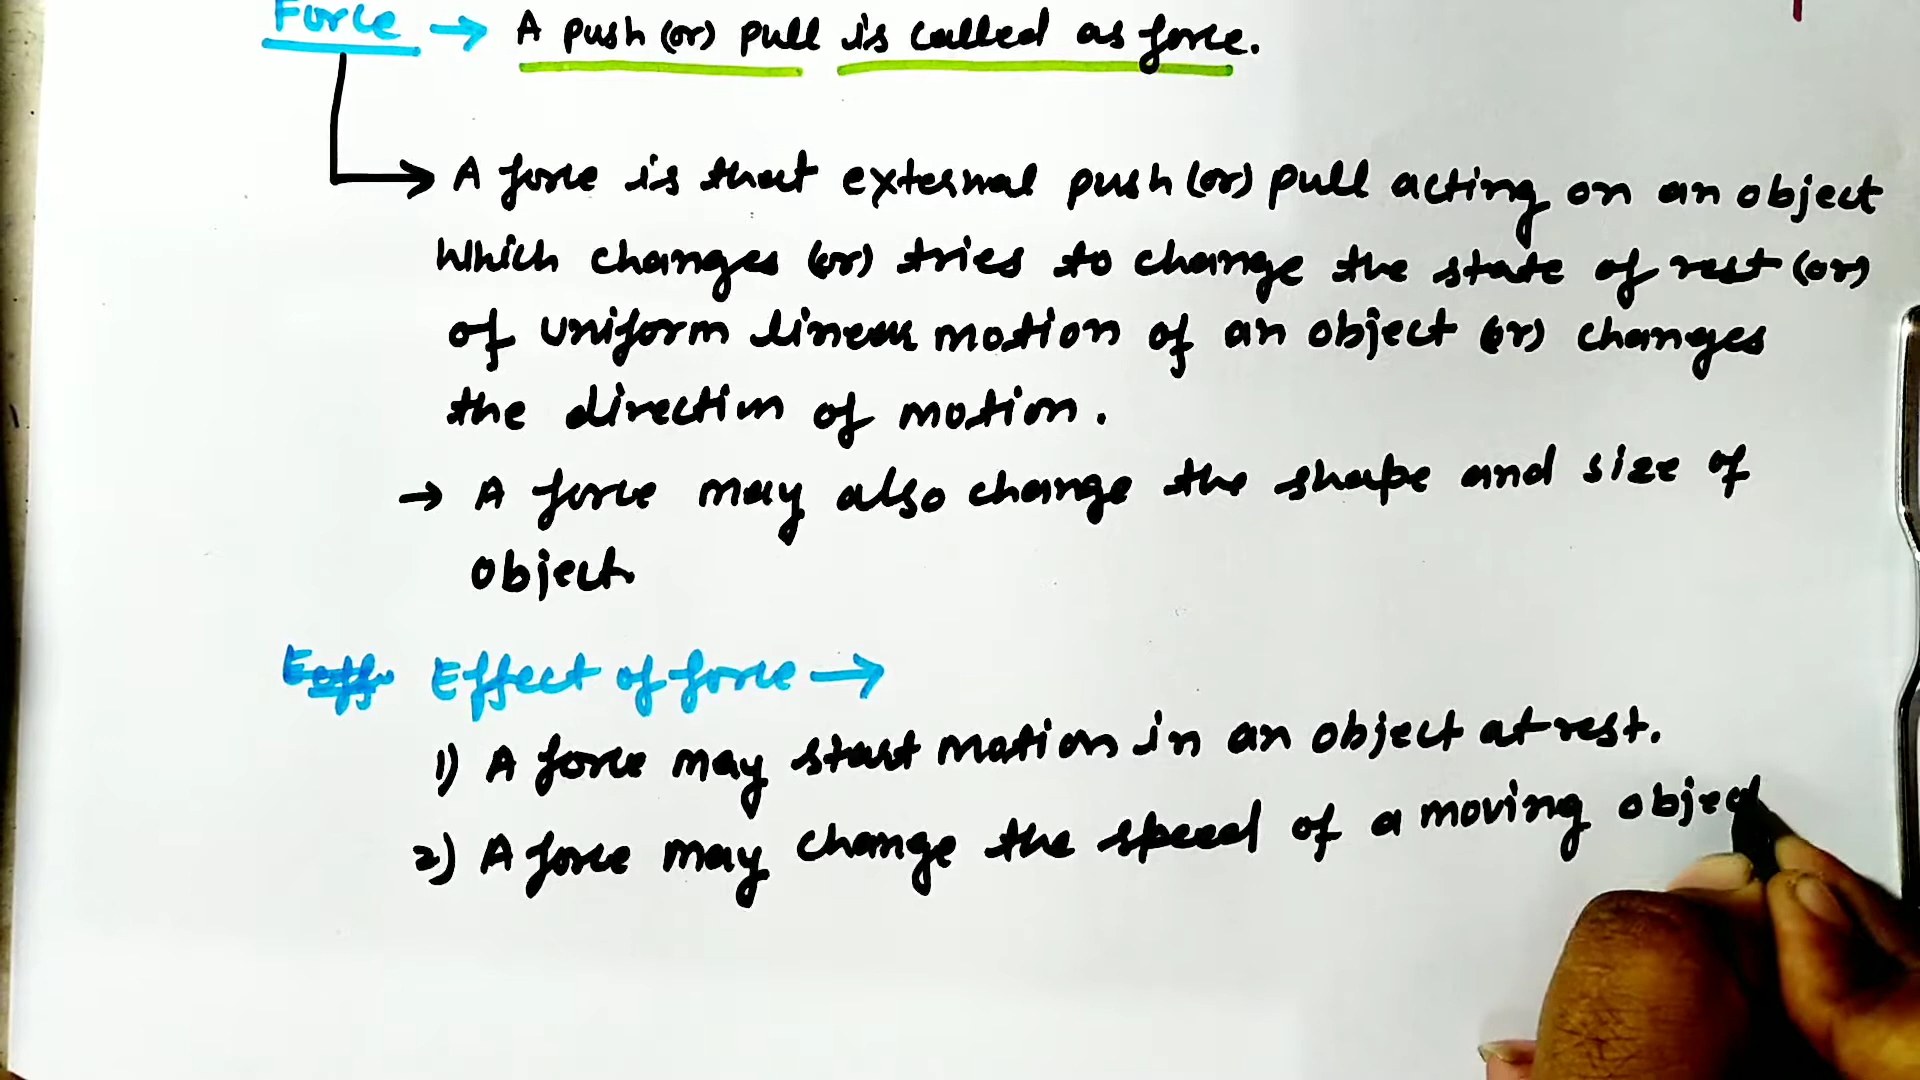 Force → A push (or) pull is called as force.
→ A force is that external push (or) pull acting on an object
which changes (or) tries to change the state of rest (or)
of uniform linear motion of an object (or) changes
the direction of motion.
→ A force may also change the shape and size of
object.
Eff Effect of force →
1) A force may start motion in an object at rest.
2) A force may change the speed of a moving objec